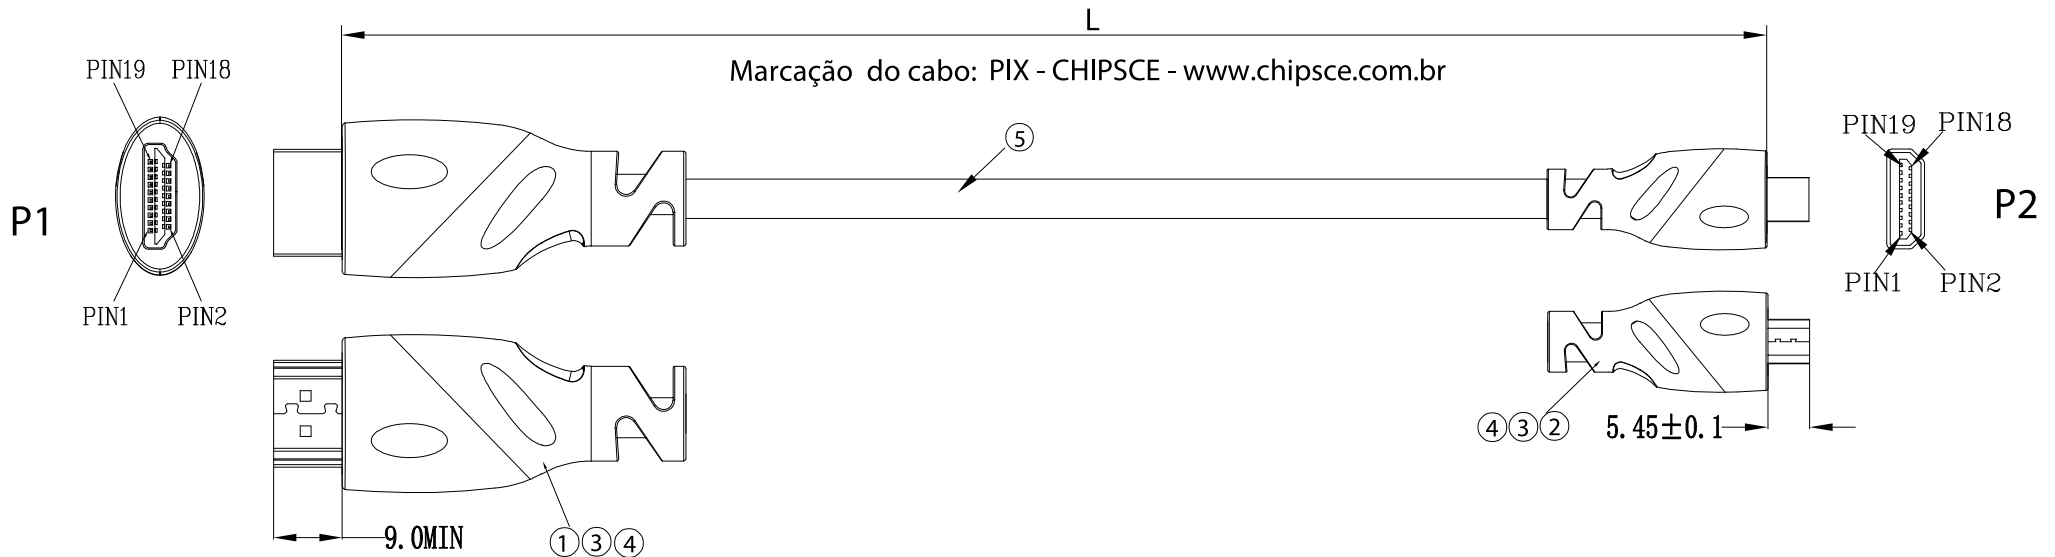 L
Marcação do cabo: PIX - CHIPSCE - www.chipsce.com.br
PIN19 PIN18
PIN19 PIN18
⑤
P1
P2
PIN1 PIN2
PIN1 PIN2
④③② 5.45±0.1
9.0MIN ①③④